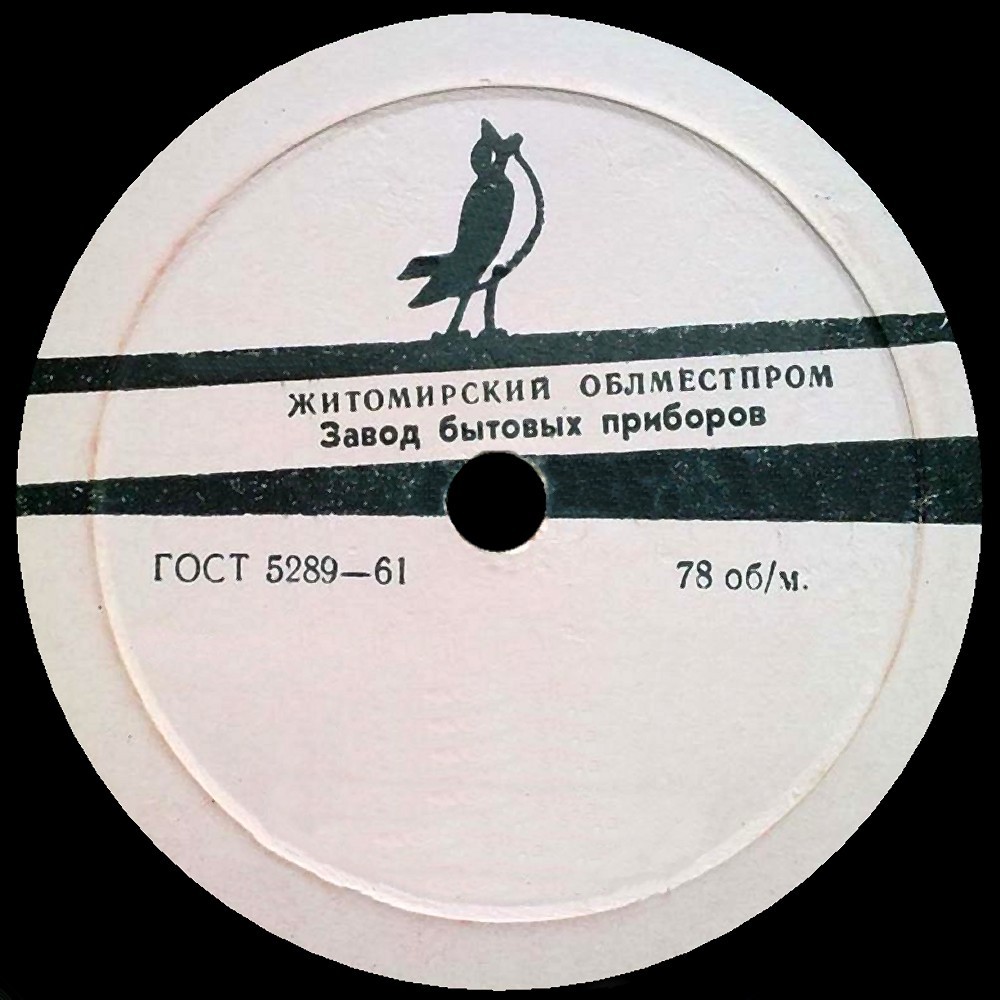 ЖИТОМИРСКИЙ ОБЛМЕСТПРОМ
Завод бытовых приборов
ГОСТ 5289—61
78 об/м.